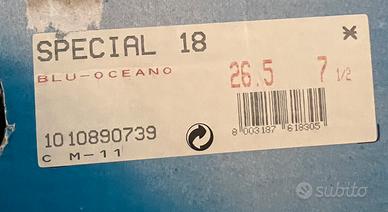 SPECIAL 18
*
BLU-OCEANO
26.5 7 1/2
1010890739
C M-11
8 003187 618305
subito